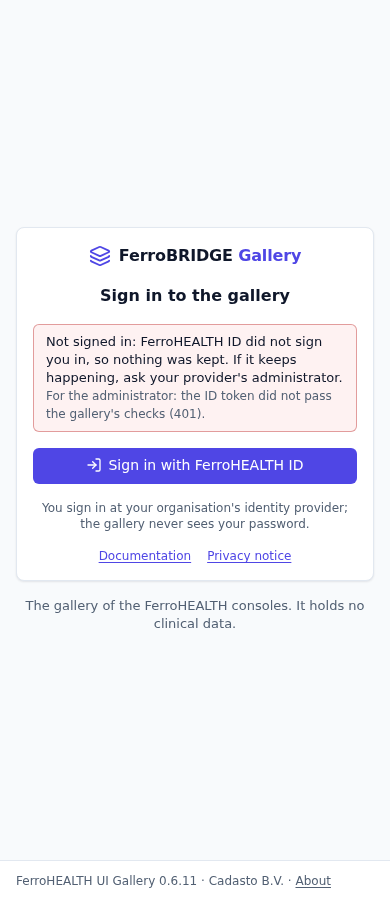 FerroBRIDGE Gallery
Sign in to the gallery
Not signed in: FerroHEALTH ID did not sign
you in, so nothing was kept. If it keeps
happening, ask your provider's administrator.
For the administrator: the ID token did not pass
the gallery's checks (401).
Sign in with FerroHEALTH ID
You sign in at your organisation's identity provider;
the gallery never sees your password.
Documentation Privacy notice
The gallery of the FerroHEALTH consoles. It holds no
clinical data.
FerroHEALTH UI Gallery 0.6.11 · Cadasto B.V. · About